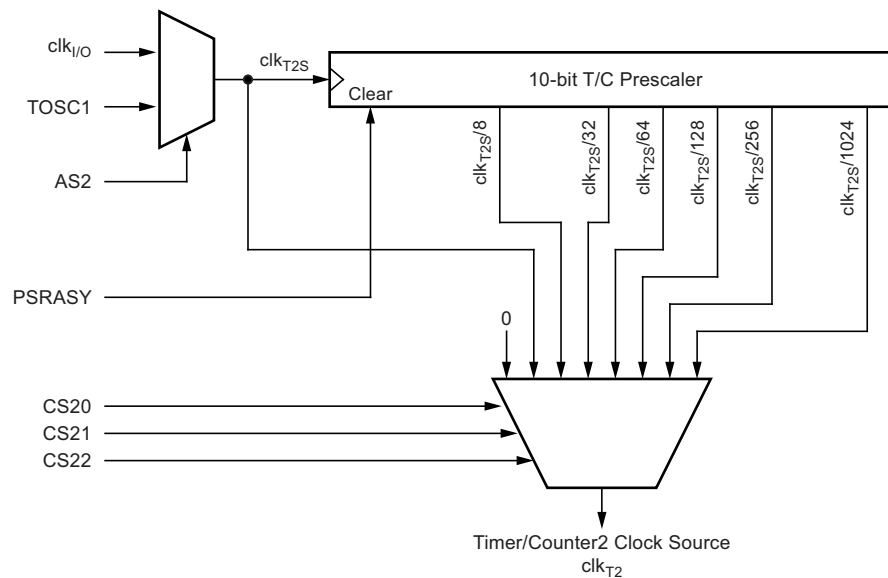 clkI/O
clkT2S
10-bit T/C Prescaler
Clear
TOSC1
AS2
clkT2S/8
clkT2S/32
clkT2S/64
clkT2S/128
clkT2S/256
clkT2S/1024
PSRASY
0
CS20
CS21
CS22
Timer/Counter2 Clock Source
clkT2